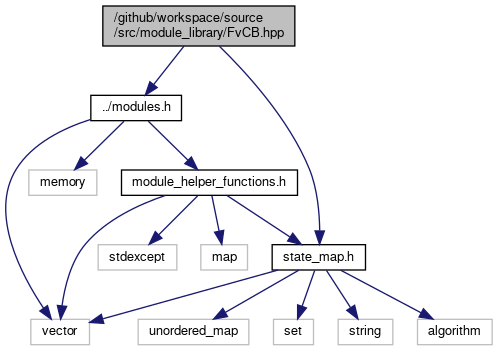 /github/workspace/source
/src/module_library/FvCB.hpp
../modules.h
memory
module_helper_functions.h
stdexcept
map
state_map.h
vector
unordered_map
set
string
algorithm